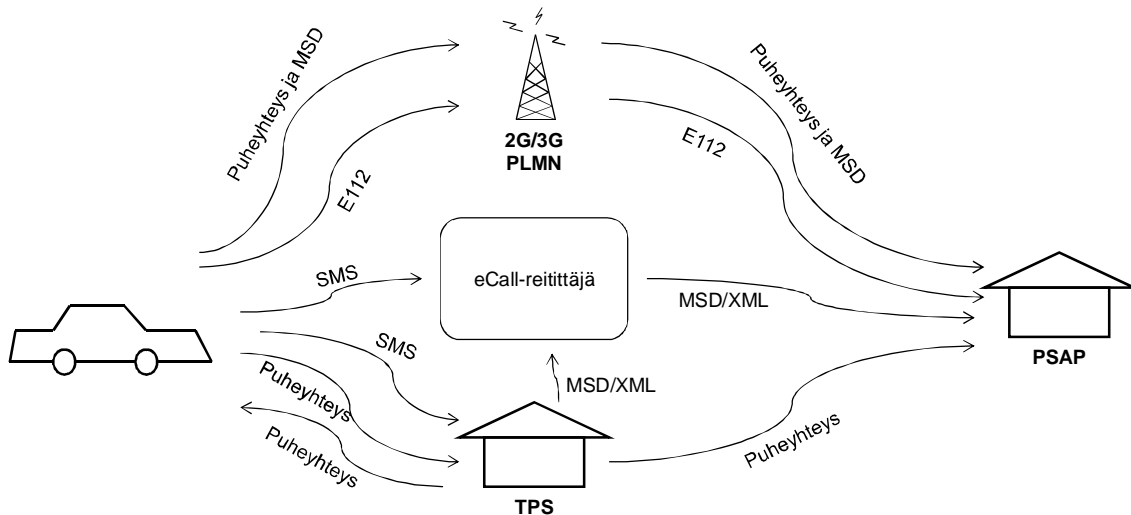 Puheyhteys ja MSD
E112
2G/3G
PLMN
Puheyhteys ja MSD
E112
SMS
eCall-reitittäjä
MSD/XML
SMS
PSAP
MSD/XML
Puheyhteys
Puheyhteys
Puheyhteys
TPS